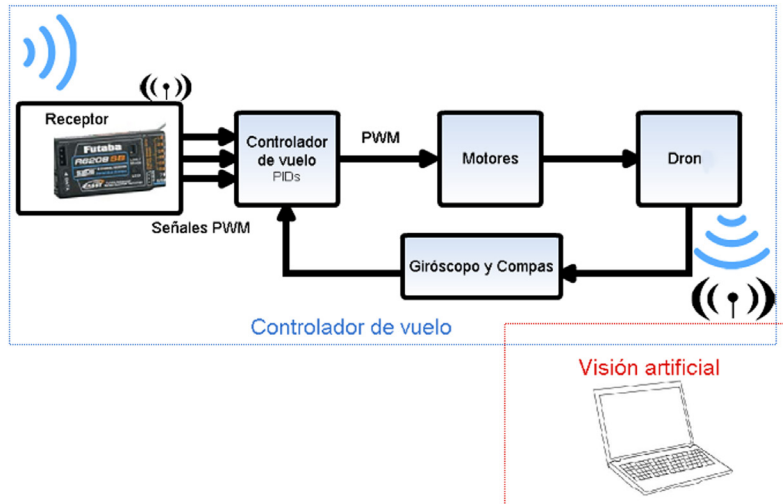 Receptor
Futaba
R6208SB
Controlador
de vuelo
PIDs
PWM
Motores
Dron
Señales PWM
Giróscopo y Compas
Controlador de vuelo
Visión artificial